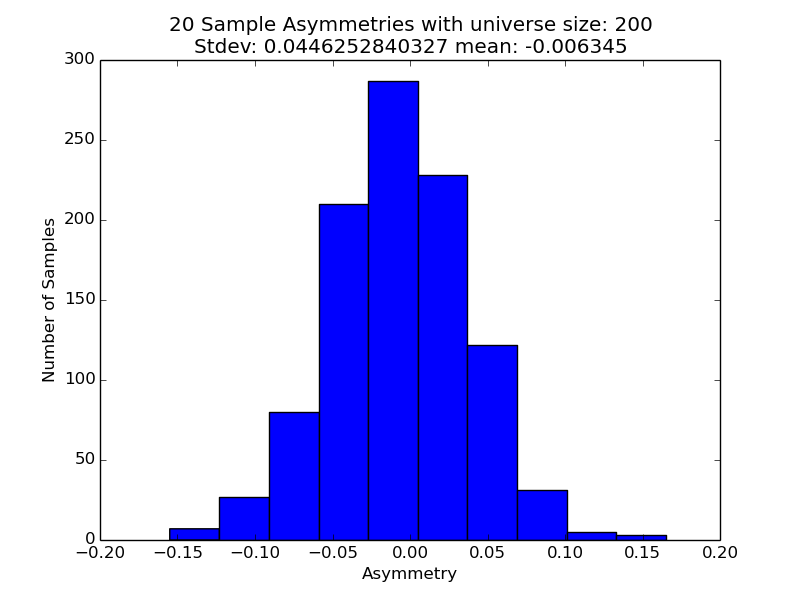 20 Sample Asymmetries with universe size: 200
Stdev: 0.0446252840327 mean: -0.006345
300
250
200
150
100
50
0
Number of Samples
−0.20 −0.15 −0.10 −0.05 0.00 0.05 0.10 0.15 0.20
Asymmetry